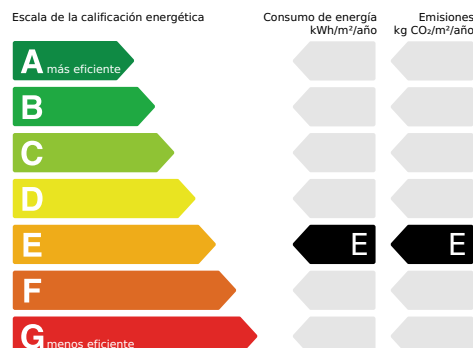 Escala de la calificación energética
Consumo de energía
kWh/m²/año
Emisiones
kg CO₂/m²/año
A más eficiente
B
C
D
E E E
F
G menos eficiente